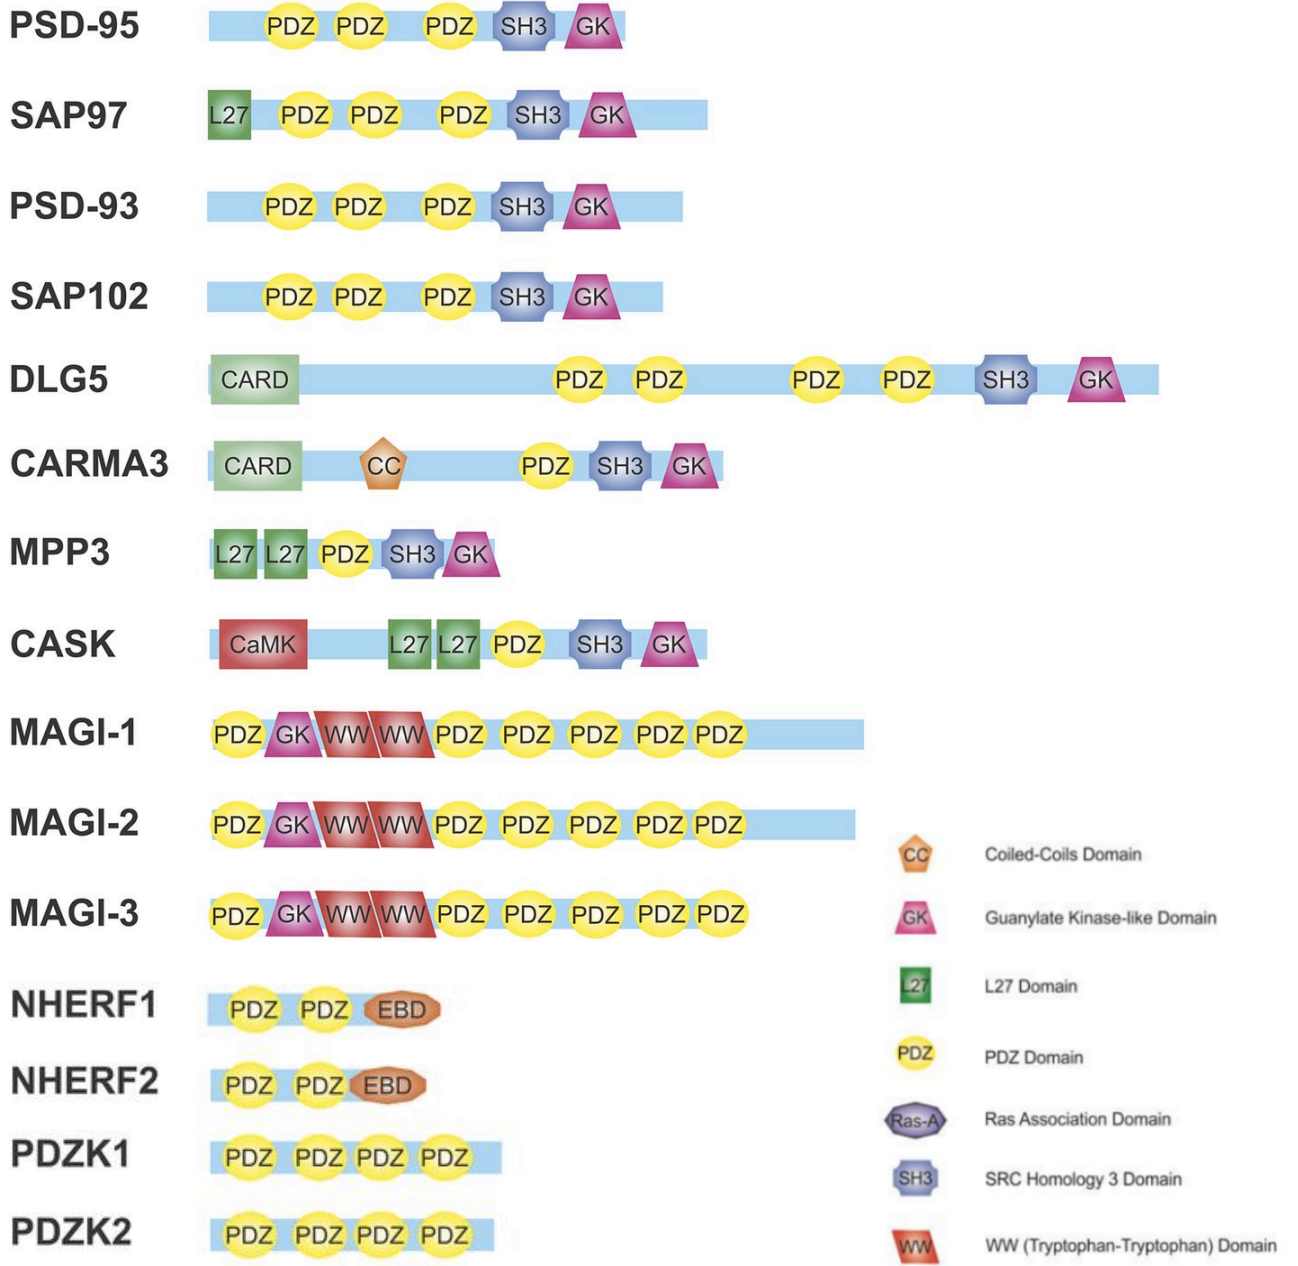 PSD-95 PDZ PDZ PDZ SH3 GK
SAP97 L27 PDZ PDZ PDZ SH3 GK
PSD-93 PDZ PDZ PDZ SH3 GK
SAP102 PDZ PDZ PDZ SH3 GK
DLG5 CARD PDZ PDZ PDZ PDZ SH3 GK
CARMA3 CARD CC PDZ SH3 GK
MPP3 L27 L27 PDZ SH3 GK
CASK CaMK L27 L27 PDZ SH3 GK
MAGI-1 PDZ GK WW WW PDZ PDZ PDZ PDZ PDZ
MAGI-2 PDZ GK WW WW PDZ PDZ PDZ PDZ PDZ
MAGI-3 PDZ GK WW WW PDZ PDZ PDZ PDZ PDZ
NHERF1 PDZ PDZ EBD
NHERF2 PDZ PDZ EBD
PDZK1 PDZ PDZ PDZ PDZ
PDZK2 PDZ PDZ PDZ PDZ
CC Coiled-Coils Domain
GK Guanylate Kinase-like Domain
L27 L27 Domain
PDZ PDZ Domain
Ras-A Ras Association Domain
SH3 SRC Homology 3 Domain
WW WW (Tryptophan-Tryptophan) Domain